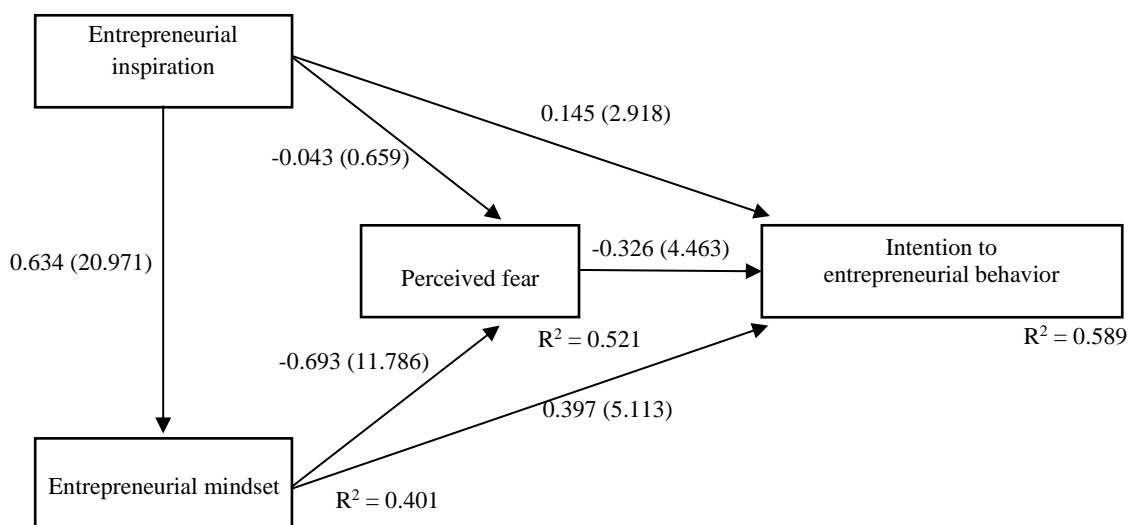 Entrepreneurial
inspiration
0.145 (2.918)
-0.043 (0.659)
0.634 (20.971)
Perceived fear
-0.326 (4.463)
Intention to
entrepreneurial behavior
R² = 0.521
R² = 0.589
-0.693 (11.786)
0.397 (5.113)
Entrepreneurial mindset
R² = 0.401